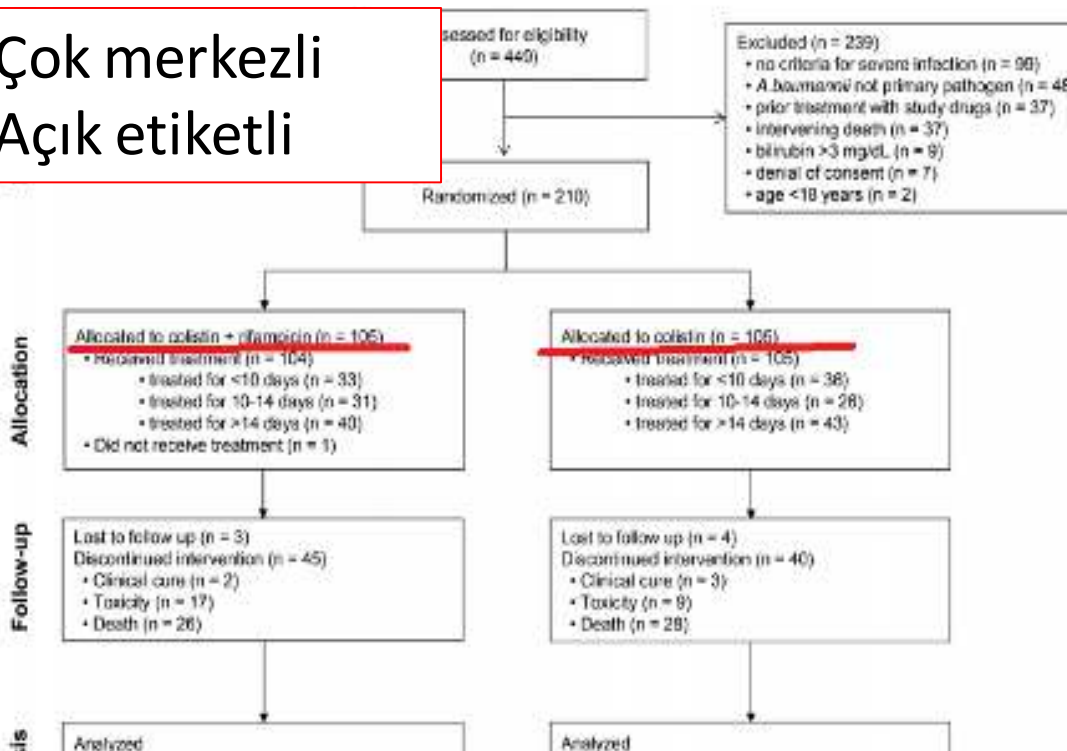 Çok merkezli
Açık etiketli
sessed for eligibility
(n = 449)
Excluded (n = 239)
• no criteria for severe infection (n = 99)
• A.baumannii not primary pathogen (n = 48
• prior treatment with study drugs (n = 37)
• intervening death (n = 37)
• bilirubin >3 mg/dL (n = 9)
• denial of consent (n = 7)
• age <18 years (n = 2)
Randomized (n = 210)
Allocation
Allocated to colistin + rifampicin (n = 105)
• Received treatment (n = 104)
• treated for <10 days (n = 33)
• treated for 10-14 days (n = 31)
• treated for >14 days (n = 40)
• Did not receive treatment (n = 1)
Allocated to colistin (n = 105)
• Received treatment (n = 105)
• treated for <10 days (n = 36)
• treated for 10-14 days (n = 26)
• treated for >14 days (n = 43)
Follow-up
Lost to follow up (n = 3)
Discontinued intervention (n = 45)
• Clinical cure (n = 2)
• Toxicity (n = 17)
• Death (n = 26)
Lost to follow up (n = 4)
Discontinued intervention (n = 40)
• Clinical cure (n = 3)
• Toxicity (n = 9)
• Death (n = 28)
sis
Analyzed
Analyzed